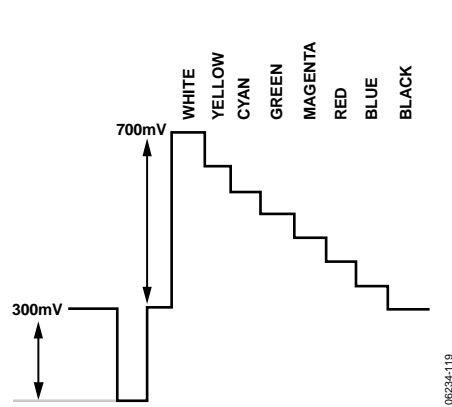 WHITE
YELLOW
CYAN
GREEN
MAGENTA
RED
BLUE
BLACK
700mV
300mV
06234-119